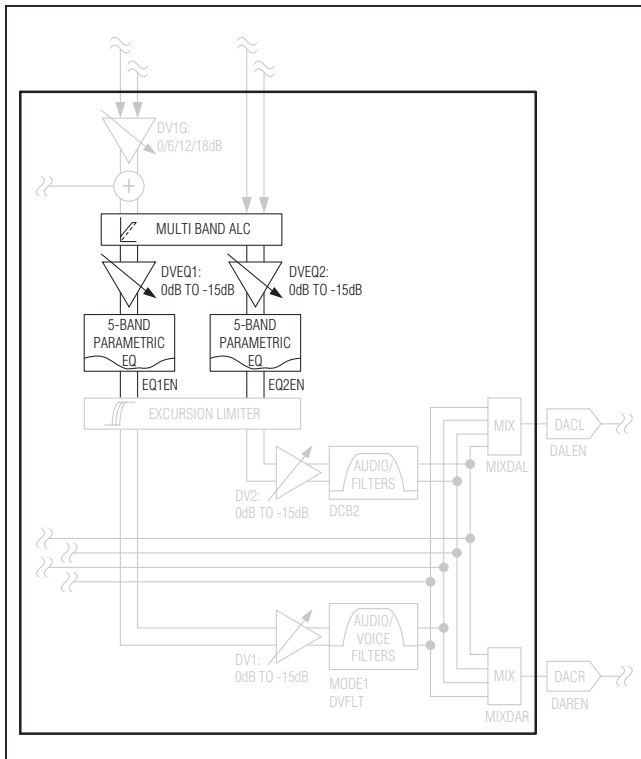 DV1G:
0/6/12/18dB
+
MULTI BAND ALC
DVEQ1:
0dB TO -15dB
DVEQ2:
0dB TO -15dB
5-BAND
PARAMETRIC
EQ
5-BAND
PARAMETRIC
EQ
EQ1EN
EQ2EN
EXCURSION LIMITER
MIX
DACL
MIXDAL
DALEN
AUDIO/
FILTERS
DV2:
0dB TO -15dB
DCB2
AUDIO/
VOICE
FILTERS
DV1:
0dB TO -15dB
MODE1
DVFLT
MIX
DACR
MIXDAR
DAREN